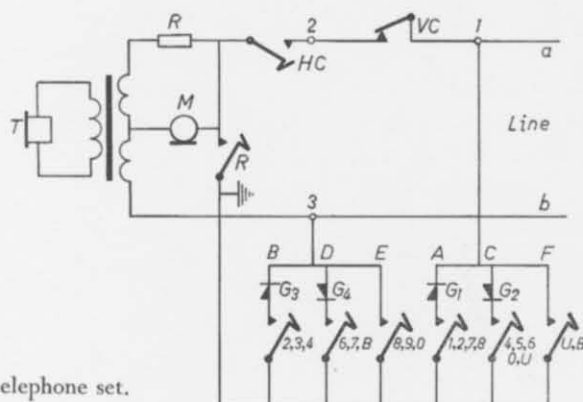 R
2
VC
1
a
HC
T
M
Line
R
3
b
B D E A C F
G3 G4 G1 G2
2,3,4 6,7,B 8,9,0 1,2,7,8 4,5,6 U,B
0,U
elephone set.